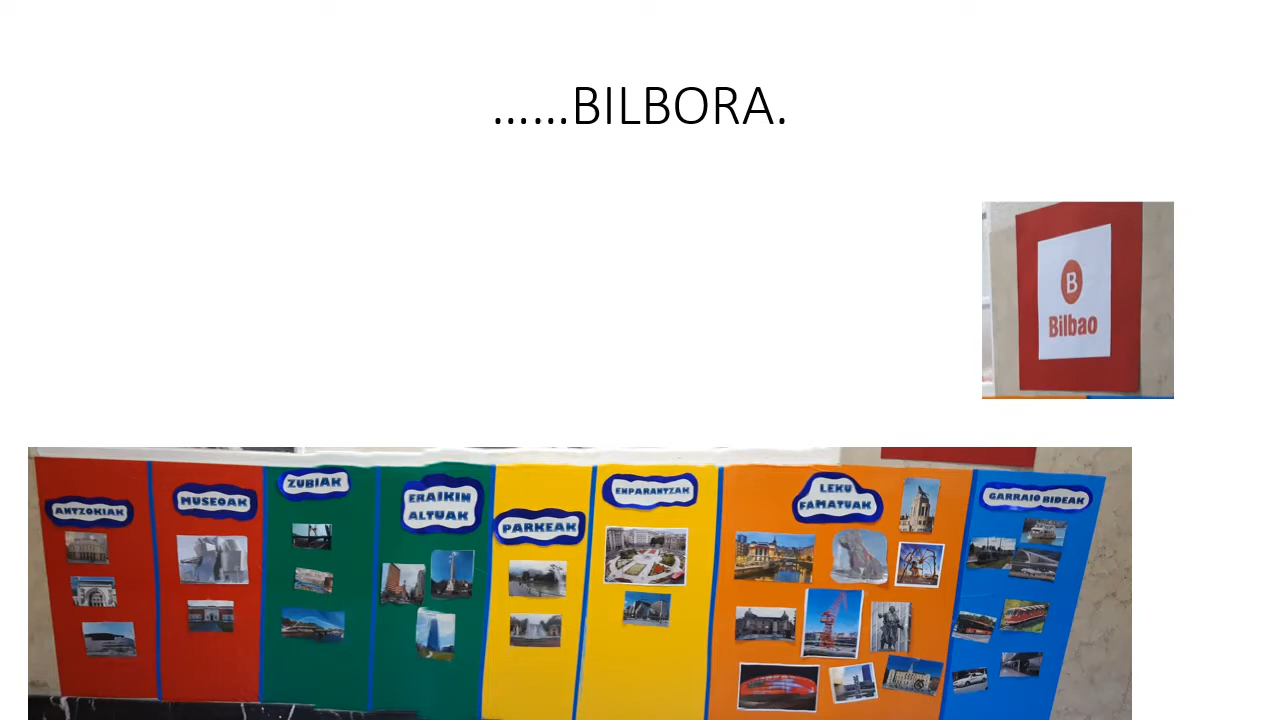 ......BILBORA.
B
Bilbao
ANTZOKIAK
MUSEOAK
ZUBIAK
ERAIKIN
ALTUAK
PARKEAK
ENPARANTZAK
LEKU
FAMATUAK
GARRAIO BIDEAK